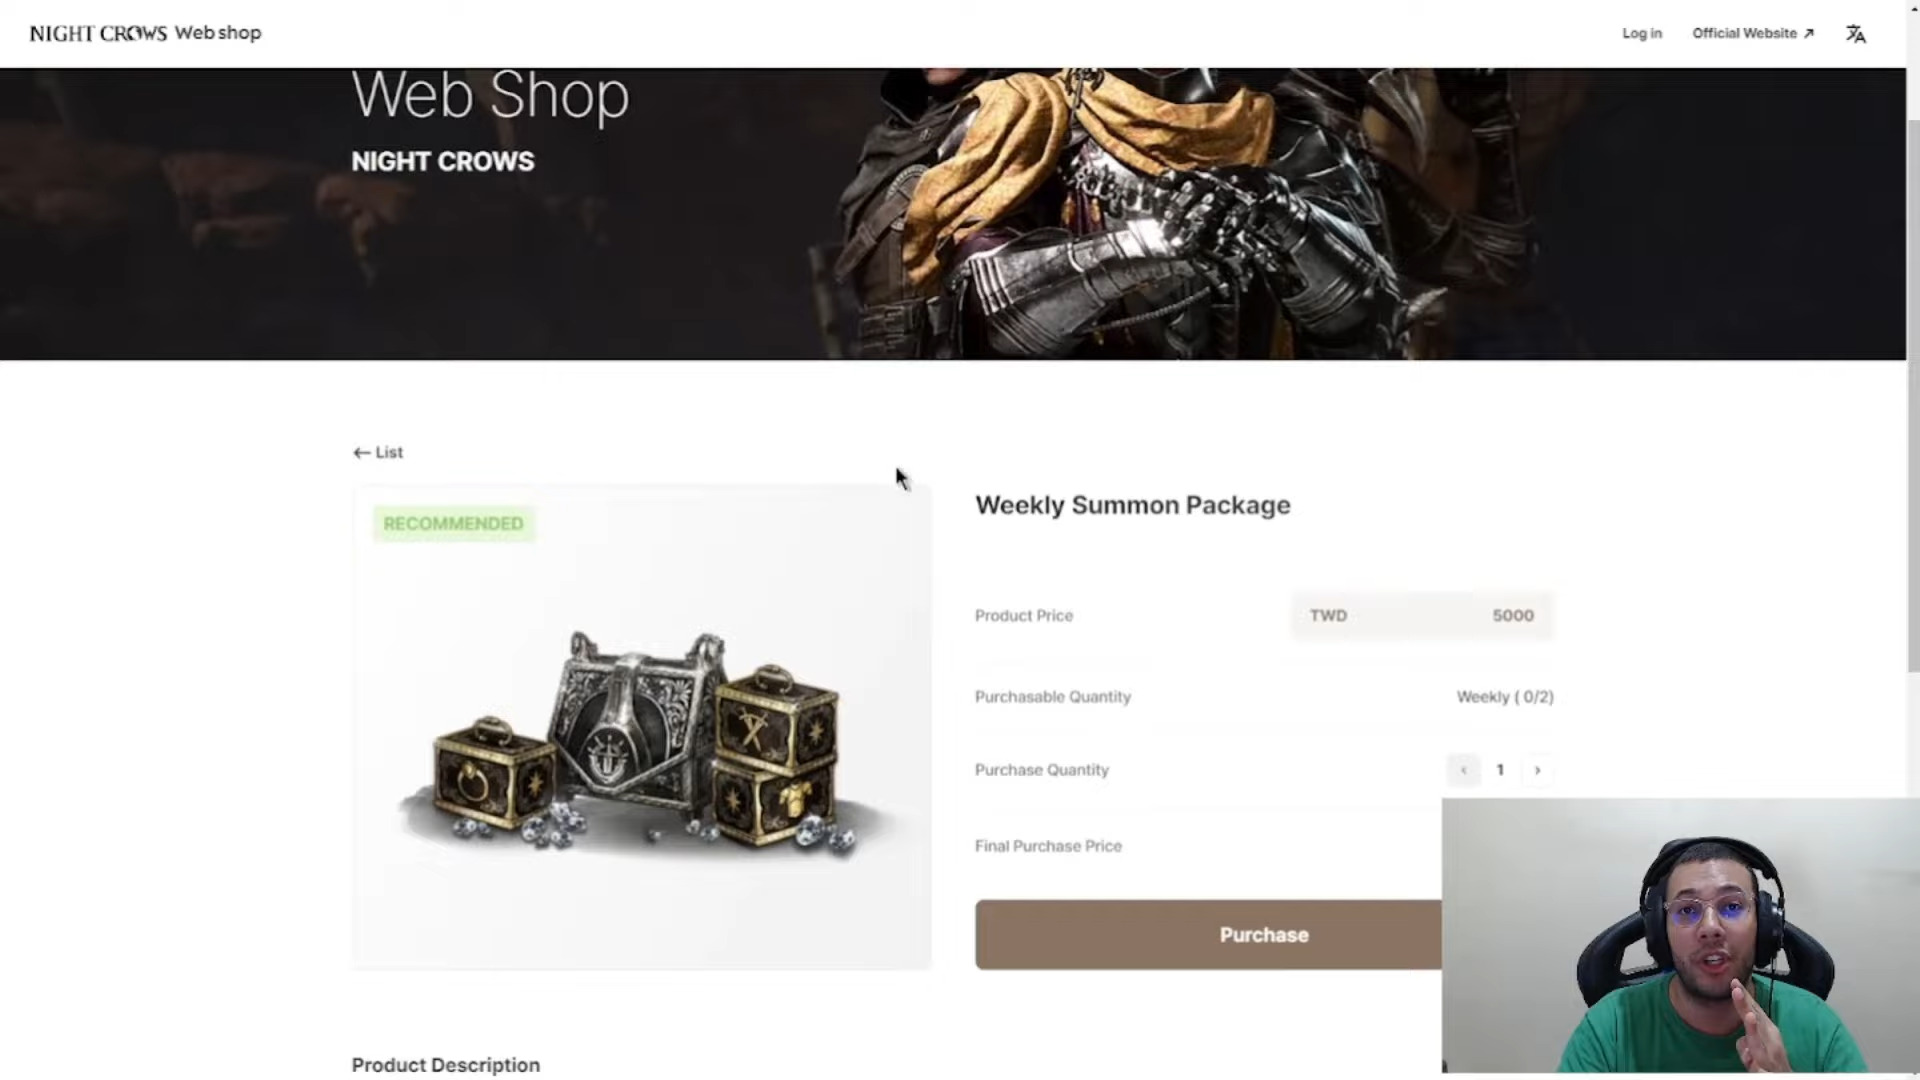 NIGHT CROWS Web shop
Log in
Official Website
Web Shop
NIGHT CROWS
List
RECOMMENDED
Weekly Summon Package
Product Price
TWD 5000
Purchasable Quantity
Weekly ( 0/2)
Purchase Quantity
1
Final Purchase Price
Purchase
Product Description